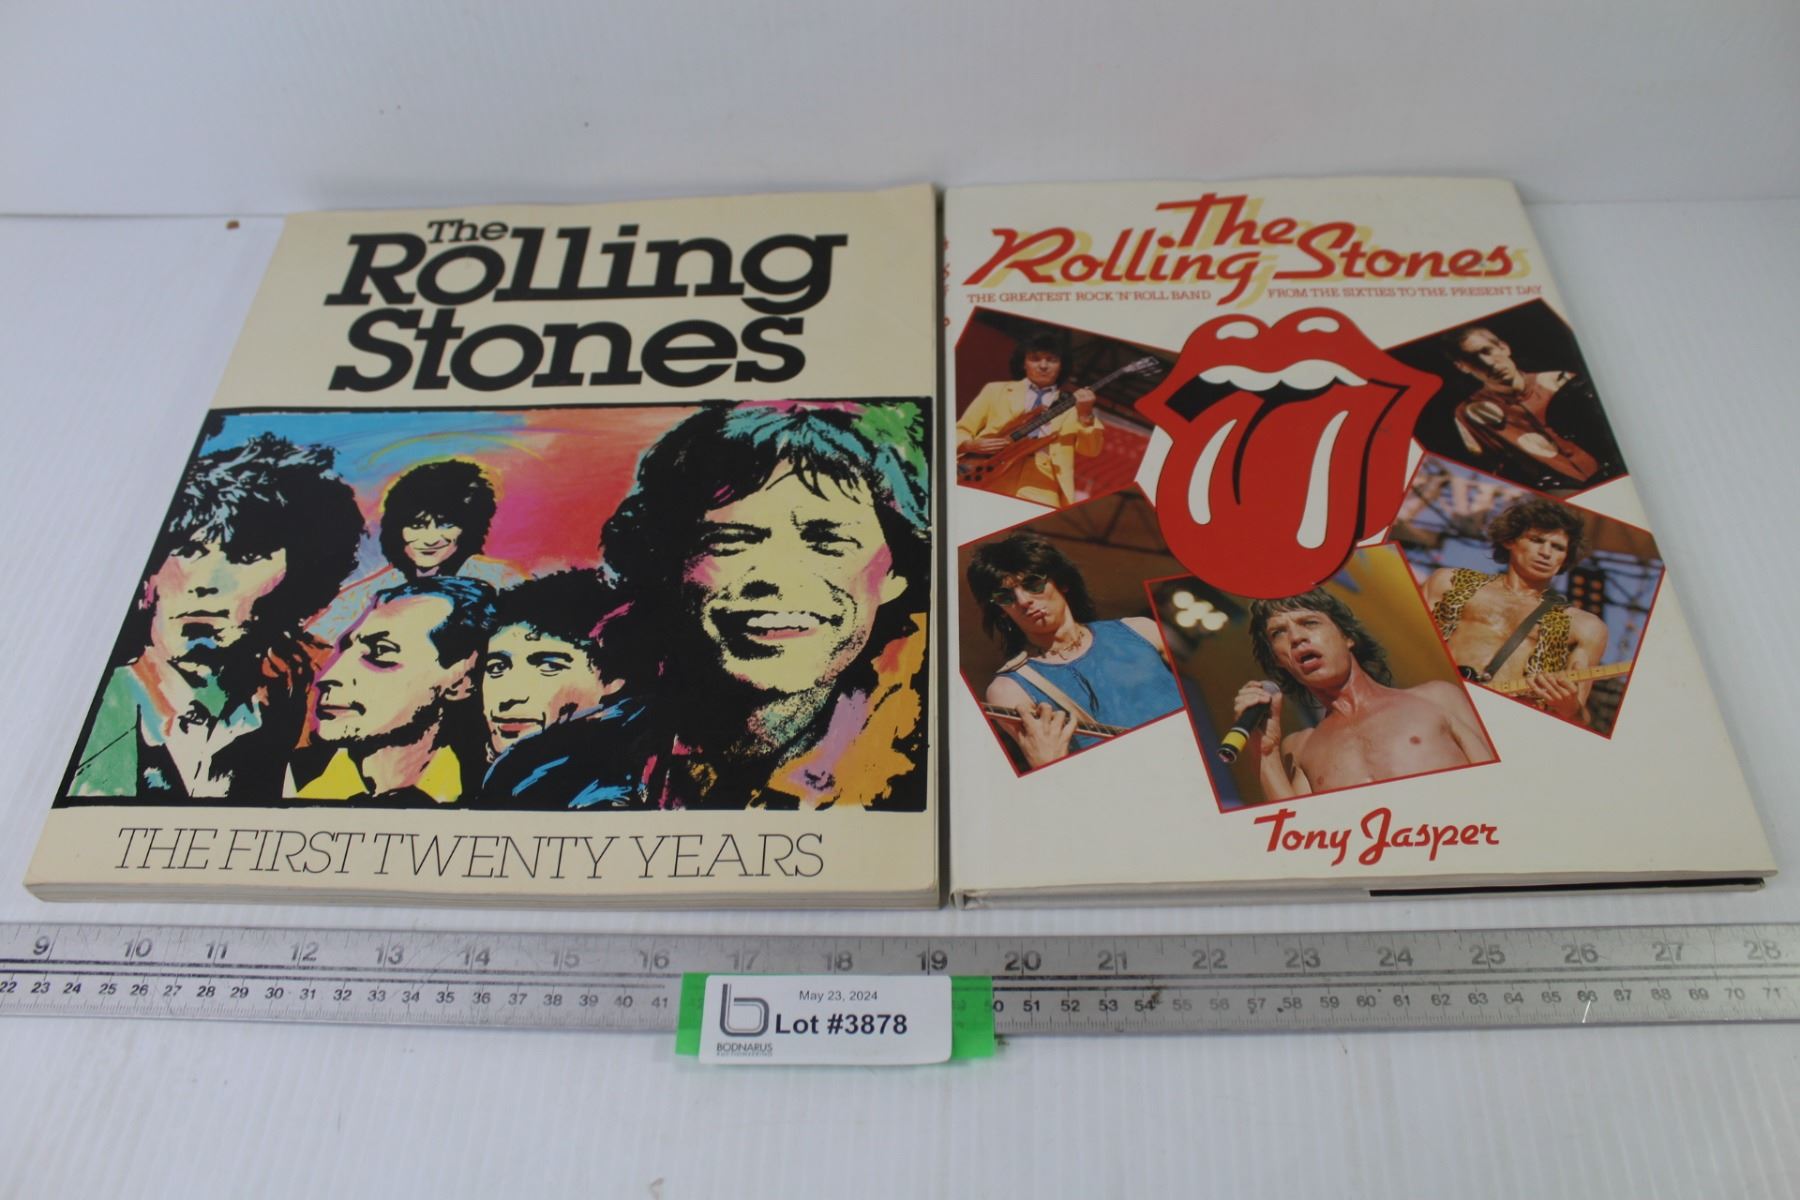 The
Rolling
Stones
THE FIRST TWENTY YEARS
The
Rolling Stones
THE GREATEST ROCK 'N' ROLL BAND FROM THE SIXTIES TO THE PRESENT DAY
Tony Jasper
9 10 11 12 13 14 15 16 17 18 19 20 21 22 23 24 25 26 27 28
22 23 24 25 26 27 28 29 30 31 32 33 34 35 36 37 38 39 40 41 50 51 52 53 54 55 56 57 58 59 60 61 62 63 64 65 66 67 68 69 70 71
May 23, 2024
Lot #3878
BODNARUS
AUCTIONEERING